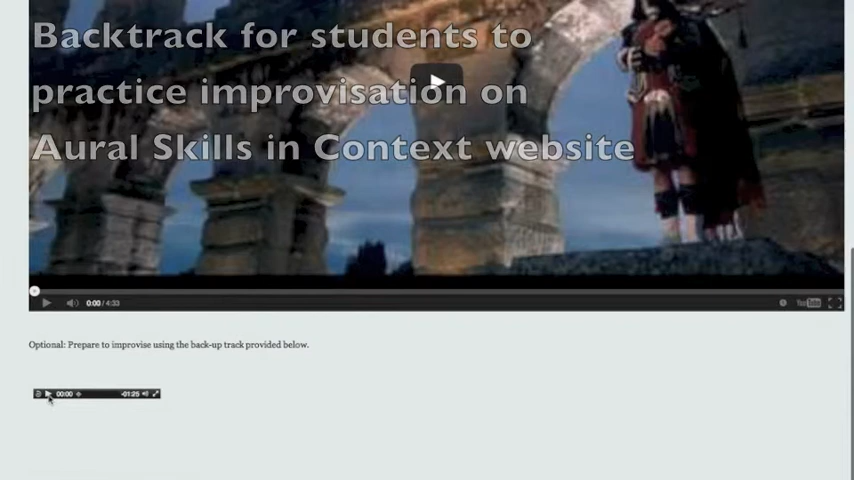 Backtrack for students to
practice improvisation on
Aural Skills in Context website
0:00 / 4:33
YouTube
Optional: Prepare to improvise using the back-up track provided below.
00:00 -01:25